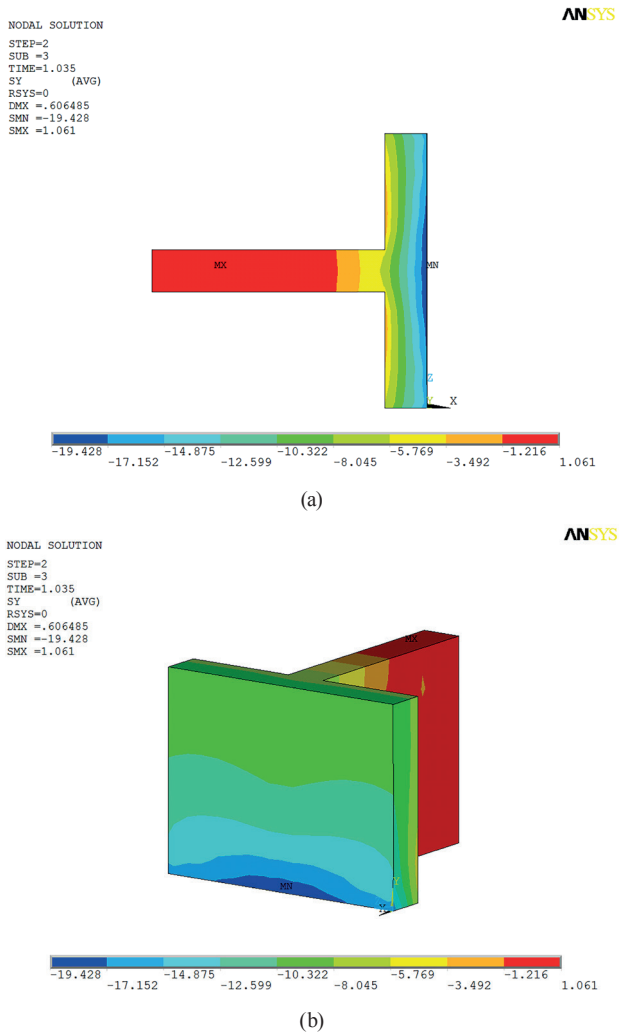 ANSYS
NODAL SOLUTION
STEP=2
SUB =3
TIME=1.035
SY (AVG)
RSYS=0
DMX =.606485
SMN =-19.428
SMX =1.061
MX
MN
Z
Y X
-19.428 -14.875 -10.322 -5.769 -1.216
-17.152 -12.599 -8.045 -3.492 1.061
(a)
ANSYS
NODAL SOLUTION
STEP=2
SUB =3
TIME=1.035
SY (AVG)
RSYS=0
DMX =.606485
SMN =-19.428
SMX =1.061
MX
MN
Y
X
-19.428 -14.875 -10.322 -5.769 -1.216
-17.152 -12.599 -8.045 -3.492 1.061
(b)